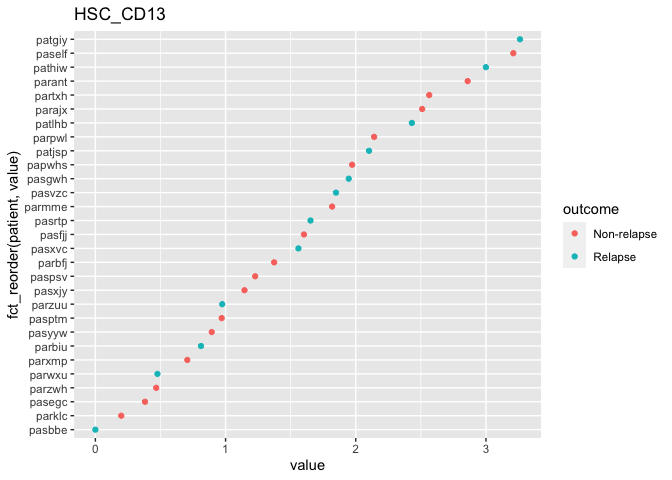 HSC_CD13
fct_reorder(patient, value)
patgiy
paself
pathiw
parant
partxh
parajx
patlhb
parpwl
patjsp
papwhs
pasgwh
pasvzc
parmme
pasrtp
pasfjj
pasxvc
parbfj
paspsv
pasxjy
parzuu
pasptm
pasyyw
parbiu
parxmp
parwxu
parzwh
pasegc
parklc
pasbbe
0 1 2 3
value
outcome
Non-relapse
Relapse